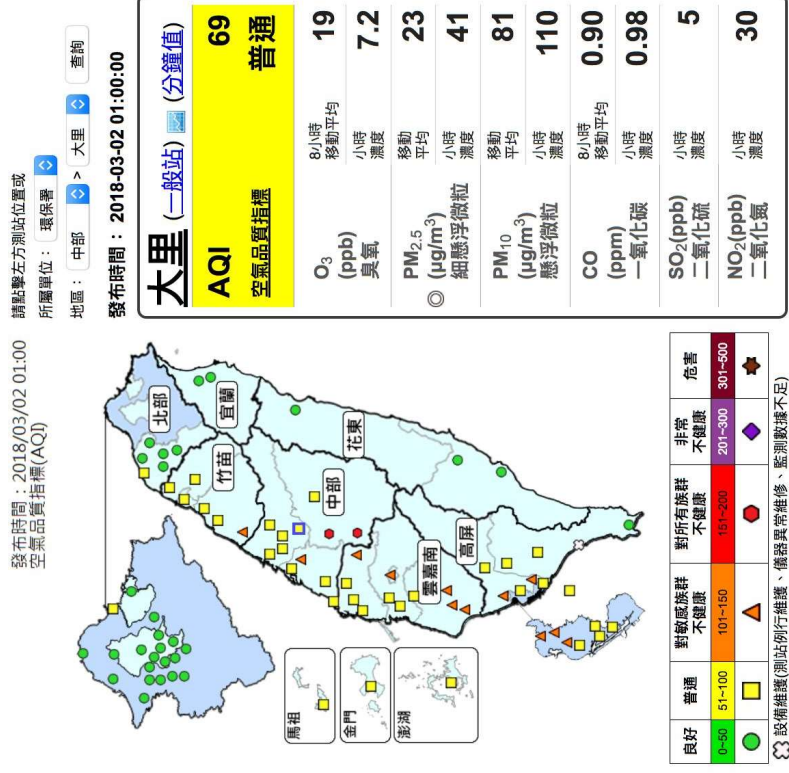 發布時間：2018/03/02 01:00
空氣品質指標(AQI)
北部
宜蘭
竹苗
中部
花東
雲嘉南
高屏
馬祖
金門
澎湖
良好
普通
對敏感族群
不健康
對所有族群
不健康
非常
不健康
危害
0~50
51~100
101~150
151~200
201~300
301~500
設備維護(測站例行維護、儀器異常維修、監測數據不足)
請點擊左方測站位置或
所屬單位： 環保署
地區： 中部 > 大里 查詢
發布時間：2018-03-02 01:00:00
大里 (一般站) (分鐘值)
AQI 69
空氣品質指標 普通
O3
(ppb)
臭氧
8小時
移動平均 19
小時
濃度 7.2
PM2.5
(μg/m³)
細懸浮微粒
移動
平均 23
小時
濃度 41
PM10
(μg/m³)
懸浮微粒
移動
平均 81
小時
濃度 110
CO
(ppm)
一氧化碳
8小時
移動平均 0.90
小時
濃度 0.98
SO2(ppb)
二氧化硫
小時
濃度 5
NO2(ppb)
二氧化氮
小時
濃度 30